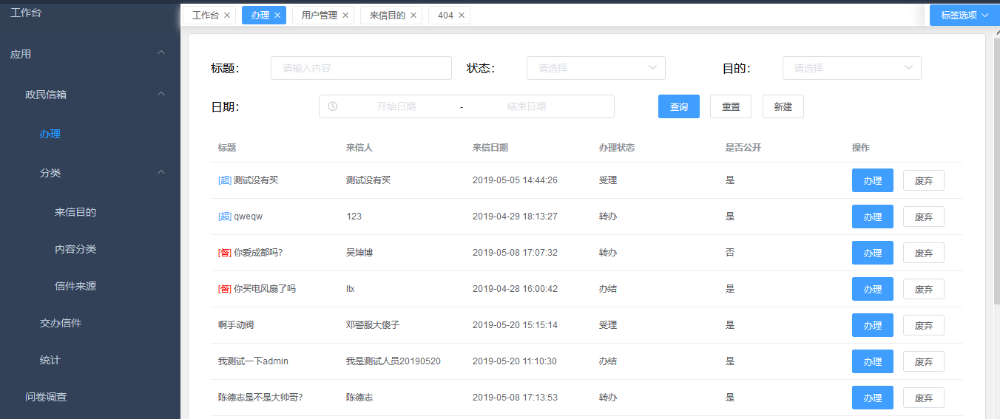 工作台
应用
政民信箱
办理
分类
来信目的
内容分类
信件来源
交办信件
统计
问卷调查
工作台 办理 用户管理 来信目的 404 标签选项
标题： 请输入内容 状态： 请选择 目的： 请选择
日期： 开始日期 - 结束日期 查询 重置 新建
标题 来信人 来信日期 办理状态 是否公开 操作
[超] 测试没有买 测试没有买 2019-05-05 14:44:26 受理 是 办理 废弃
[超] qweqw 123 2019-04-29 18:13:27 转办 是 办理 废弃
[督] 你爱成都吗? 吴坤博 2019-05-08 17:07:32 转办 否 办理 废弃
[督] 你买电风扇了吗 ltx 2019-04-28 16:00:42 办结 是 办理 废弃
啊手动阀 邓警服大傻子 2019-05-20 15:15:14 受理 是 办理 废弃
我测试一下admin 我是测试人员20190520 2019-05-20 11:10:30 办结 是 办理 废弃
陈德志是不是大帅哥? 陈德志 2019-05-08 17:13:53 转办 是 办理 废弃